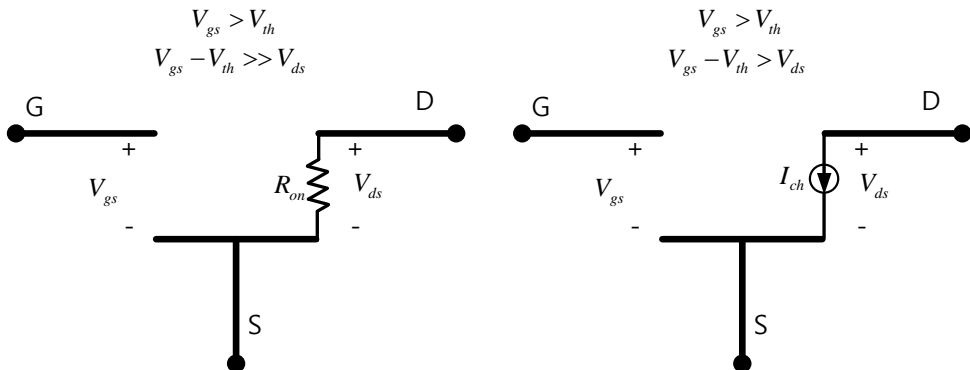 V_gs > V_th
V_gs − V_th >> V_ds
G
D
+
+
V_gs
R_on
V_ds
-
-
S
V_gs > V_th
V_gs − V_th > V_ds
G
D
+
+
V_gs
I_ch
V_ds
-
-
S